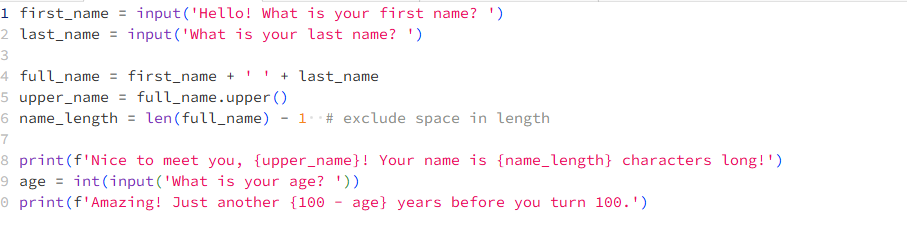 1 first_name = input('Hello! What is your first name? ')
2 last_name = input('What is your last name? ')
3
4 full_name = first_name + ' ' + last_name
5 upper_name = full_name.upper()
6 name_length = len(full_name) - 1  # exclude space in length
7
8 print(f'Nice to meet you, {upper_name}! Your name is {name_length} characters long!')
9 age = int(input('What is your age? '))
0 print(f'Amazing! Just another {100 - age} years before you turn 100.')